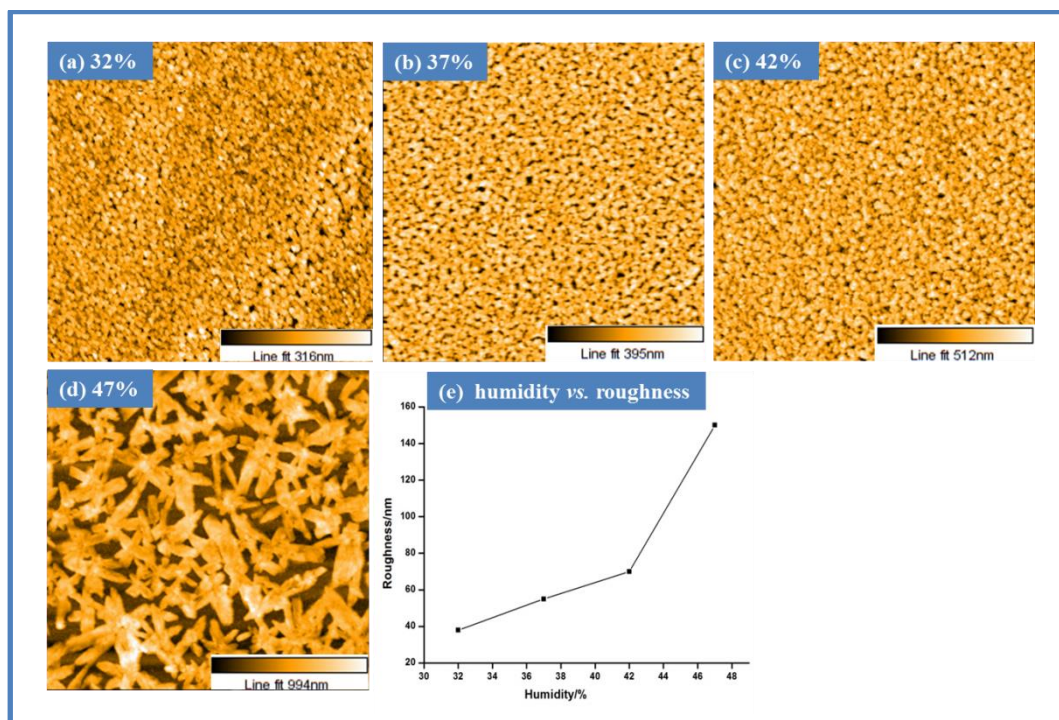 (a) 32%
(b) 37%
(c) 42%
Line fit 316nm
Line fit 395nm
Line fit 512nm
(d) 47%
(e) humidity vs. roughness
Line fit 994nm
160
140
120
100
80
60
40
20
Roughness/nm
30 32 34 36 38 40 42 44 46 48
Humidity/%